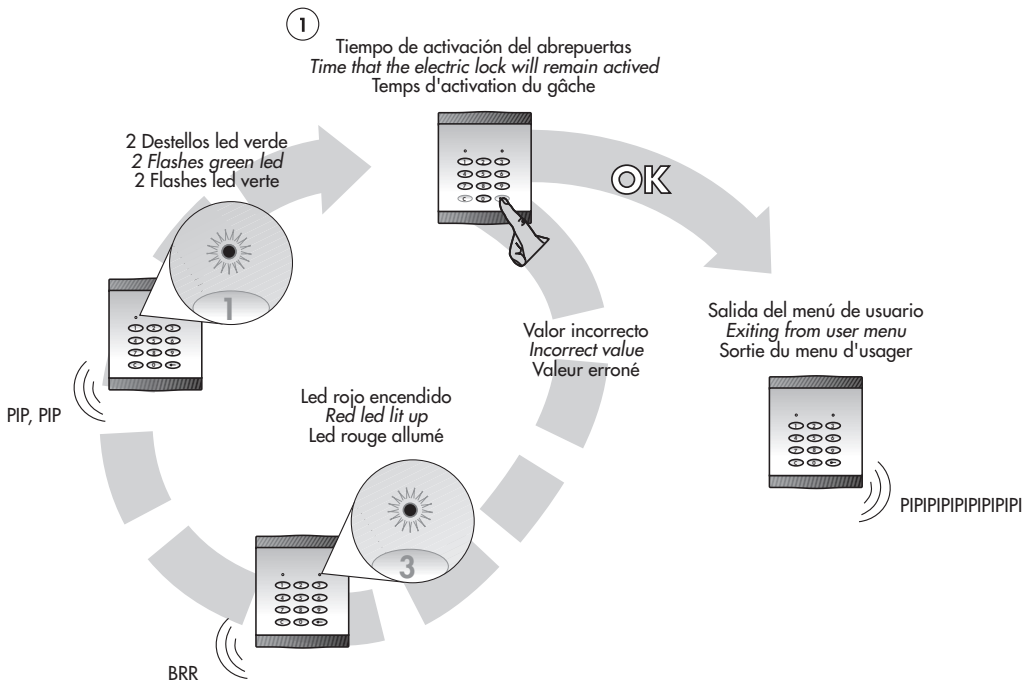 1
Tiempo de activación del abrepuertas
Time that the electric lock will remain actived
Temps d'activation du gâche
2 Destellos led verde
2 Flashes green led
2 Flashes led verte
OK
1
Valor incorrecto
Incorrect value
Valeur erroné
Salida del menú de usuario
Exiting from user menu
Sortie du menu d'usager
PIP, PIP
Led rojo encendido
Red led lit up
Led rouge allumé
3
PIPIPIPIPIPIPIPIPI
BRR